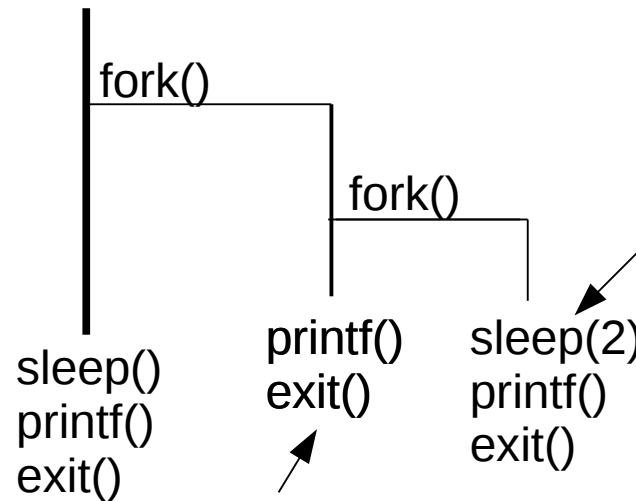 fork()
fork()
sleep()
printf()
exit()
printf()
exit()
sleep(2)
printf()
exit()